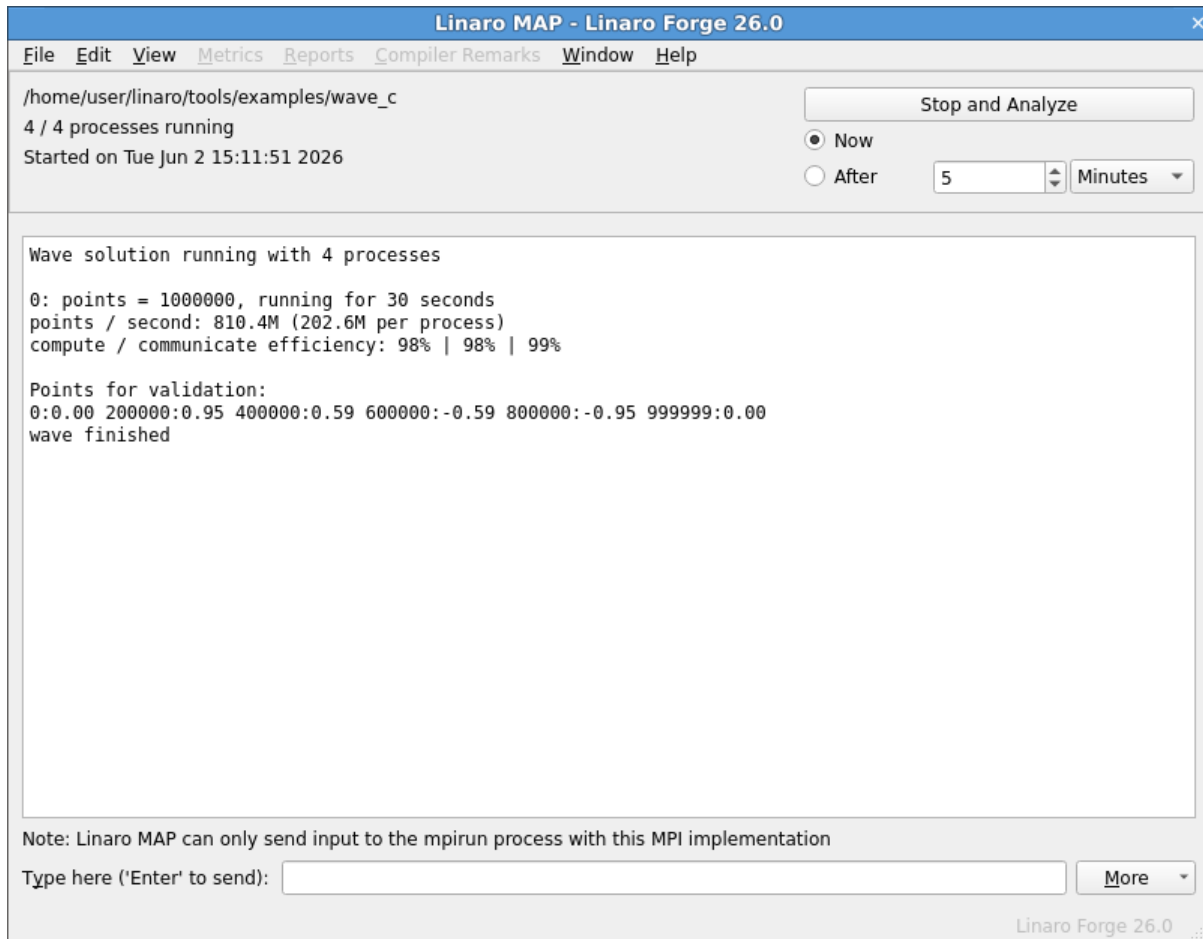 Linaro MAP - Linaro Forge 26.0
File Edit View Metrics Reports Compiler Remarks Window Help
/home/user/linaro/tools/examples/wave_c
4 / 4 processes running
Started on Tue Jun 2 15:11:51 2026
Stop and Analyze
Now
After 5 Minutes
Wave solution running with 4 processes
0: points = 1000000, running for 30 seconds
points / second: 810.4M (202.6M per process)
compute / communicate efficiency: 98% | 98% | 99%
Points for validation:
0:0.00 200000:0.95 400000:0.59 600000:-0.59 800000:-0.95 999999:0.00
wave finished
Note: Linaro MAP can only send input to the mpirun process with this MPI implementation
Type here ('Enter' to send): More
Linaro Forge 26.0